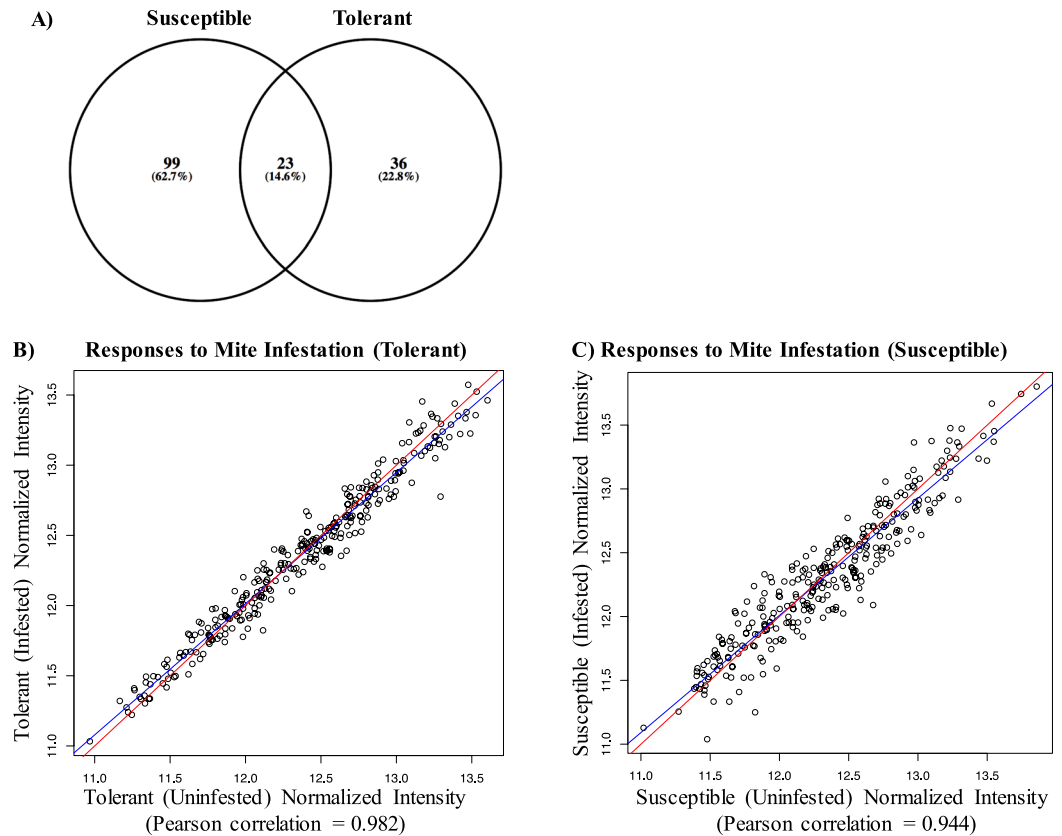 A)
Susceptible Tolerant
99 23 36
(62.7%) (14.6%) (22.8%)
B) Responses to Mite Infestation (Tolerant)
Tolerant (Infested) Normalized Intensity
13.5
13.0
12.5
12.0
11.5
11.0
11.0 11.5 12.0 12.5 13.0 13.5
Tolerant (Uninfested) Normalized Intensity
(Pearson correlation = 0.982)
C) Responses to Mite Infestation (Susceptible)
Susceptible (Infested) Normalized Intensity
13.5
13.0
12.5
12.0
11.5
11.0
11.0 11.5 12.0 12.5 13.0 13.5
Susceptible (Uninfested) Normalized Intensity
(Pearson correlation = 0.944)